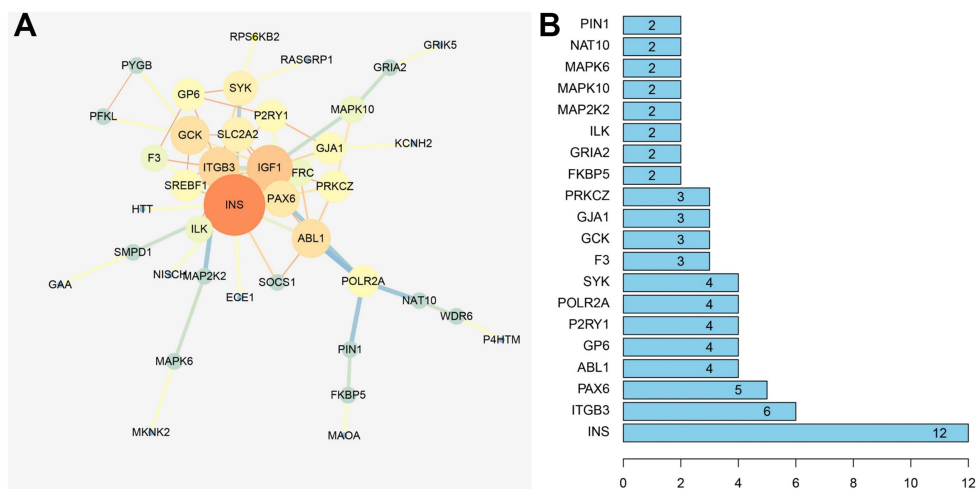 A
RPS6KB2
GRIK5
RASGRP1
PYGB
GRIA2
SYK
GP6
MAPK10
PFKL
P2RY1
GCK
SLC2A2
GJA1
KCNH2
F3
ITGB3
IGF1
FRC
SREBF1
PRKCZ
PAX6
INS
HTT
ILK
ABL1
SMPD1
NISCH
MAP2K2
SOCS1
POLR2A
GAA
ECE1
NAT10
WDR6
P4HTM
PIN1
MAPK6
FKBP5
MKNK2
MAOA
B
PIN1 2
NAT10 2
MAPK6 2
MAPK10 2
MAP2K2 2
ILK 2
GRIA2 2
FKBP5 2
PRKCZ 3
GJA1 3
GCK 3
F3 3
SYK 4
POLR2A 4
P2RY1 4
GP6 4
ABL1 4
PAX6 5
ITGB3 6
INS 12
0 2 4 6 8 10 12